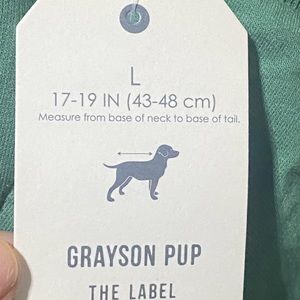 L
17-19 IN (43-48 cm)
Measure from base of neck to base of tail.
GRAYSON PUP
THE LABEL